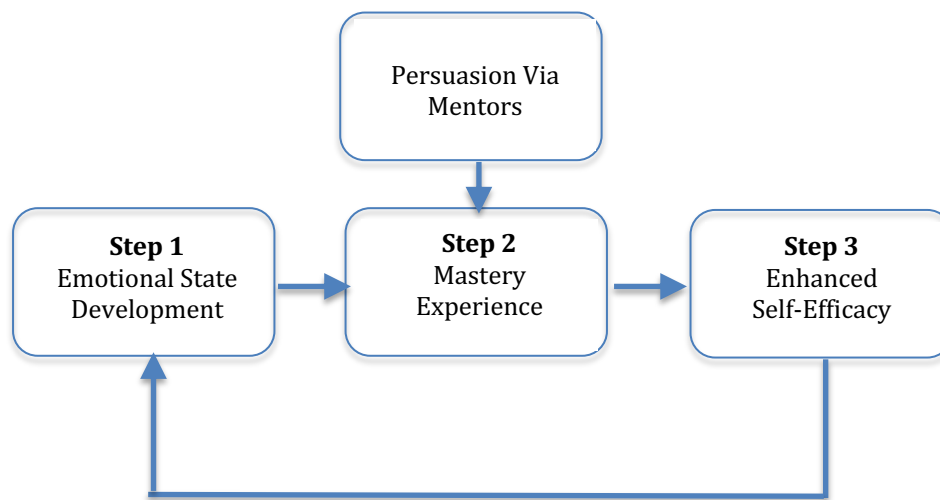 Persuasion Via
Mentors
Step 1
Emotional State
Development
Step 2
Mastery
Experience
Step 3
Enhanced
Self-Efficacy